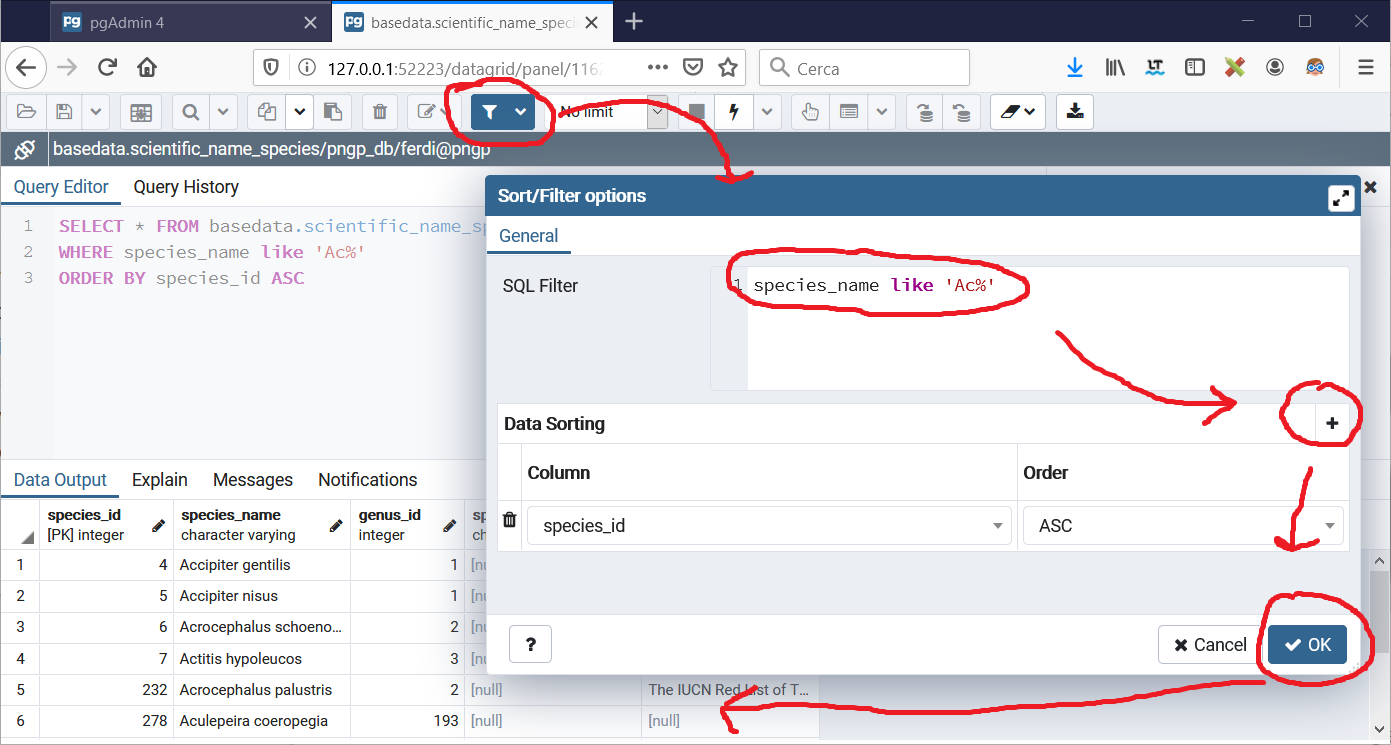 pgAdmin 4
basedata.scientific_name_speci
127.0.0.1:52223/datagrid/panel/1162
Cerca
No limit
basedata.scientific_name_species/pngp_db/ferdi@pngp
Query Editor Query History
1 SELECT * FROM basedata.scientific_name_sp
2 WHERE species_name like 'Ac%'
3 ORDER BY species_id ASC
Sort/Filter options
General
SQL Filter
1 species_name like 'Ac%'
Data Sorting
Column Order
species_id ASC
? Cancel OK
Data Output Explain Messages Notifications
species_id species_name genus_id sp
[PK] integer character varying integer ch
1 4 Accipiter gentilis 1 [nu
2 5 Accipiter nisus 1 [nu
3 6 Acrocephalus schoeno... 2 [nu
4 7 Actitis hypoleucos 3 [nu
5 232 Acrocephalus palustris 2 [null] The IUCN Red List of T...
6 278 Aculepeira coeropegia 193 [null] [null]